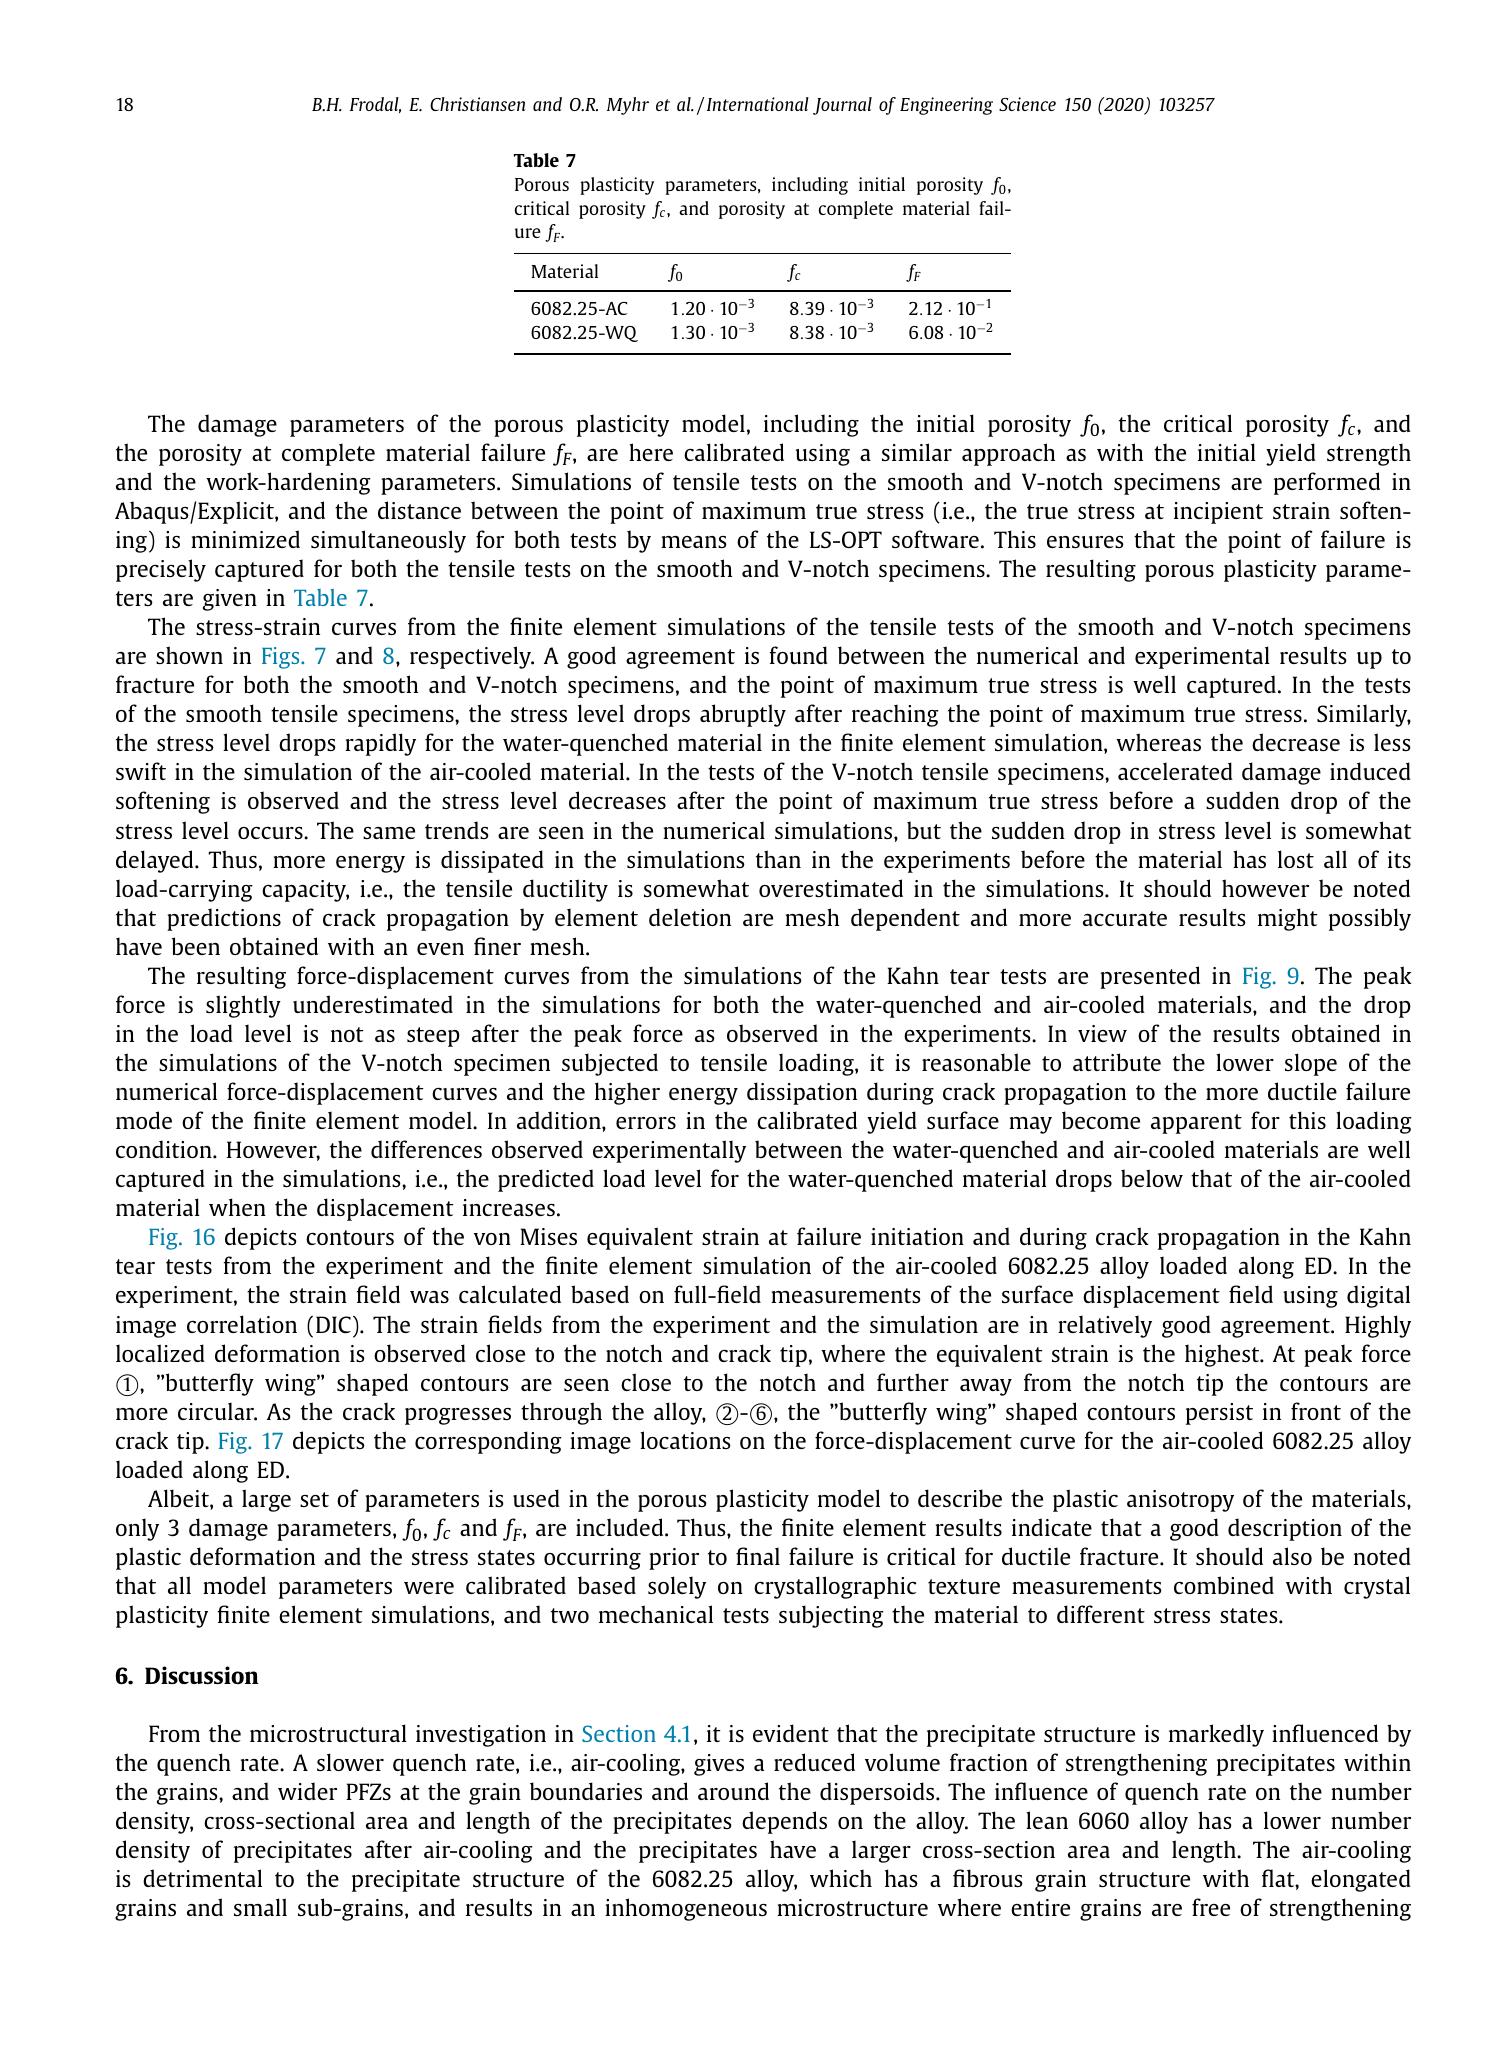 18
B.H. Frodal, E. Christiansen and O.R. Myhr et al. / International Journal of Engineering Science 150 (2020) 103257
Table 7
Porous plasticity parameters, including initial porosity f0,
critical porosity fc, and porosity at complete material fail-
ure fF.
Material f0 fc fF
6082.25-AC 1.20 · 10−3 8.39 · 10−3 2.12 · 10−1
6082.25-WQ 1.30 · 10−3 8.38 · 10−3 6.08 · 10−2
The damage parameters of the porous plasticity model, including the initial porosity f0, the critical porosity fc, and
the porosity at complete material failure fF, are here calibrated using a similar approach as with the initial yield strength
and the work-hardening parameters. Simulations of tensile tests on the smooth and V-notch specimens are performed in
Abaqus/Explicit, and the distance between the point of maximum true stress (i.e., the true stress at incipient strain soften-
ing) is minimized simultaneously for both tests by means of the LS-OPT software. This ensures that the point of failure is
precisely captured for both the tensile tests on the smooth and V-notch specimens. The resulting porous plasticity parame-
ters are given in Table 7.
The stress-strain curves from the finite element simulations of the tensile tests of the smooth and V-notch specimens
are shown in Figs. 7 and 8, respectively. A good agreement is found between the numerical and experimental results up to
fracture for both the smooth and V-notch specimens, and the point of maximum true stress is well captured. In the tests
of the smooth tensile specimens, the stress level drops abruptly after reaching the point of maximum true stress. Similarly,
the stress level drops rapidly for the water-quenched material in the finite element simulation, whereas the decrease is less
swift in the simulation of the air-cooled material. In the tests of the V-notch tensile specimens, accelerated damage induced
softening is observed and the stress level decreases after the point of maximum true stress before a sudden drop of the
stress level occurs. The same trends are seen in the numerical simulations, but the sudden drop in stress level is somewhat
delayed. Thus, more energy is dissipated in the simulations than in the experiments before the material has lost all of its
load-carrying capacity, i.e., the tensile ductility is somewhat overestimated in the simulations. It should however be noted
that predictions of crack propagation by element deletion are mesh dependent and more accurate results might possibly
have been obtained with an even finer mesh.
The resulting force-displacement curves from the simulations of the Kahn tear tests are presented in Fig. 9. The peak
force is slightly underestimated in the simulations for both the water-quenched and air-cooled materials, and the drop
in the load level is not as steep after the peak force as observed in the experiments. In view of the results obtained in
the simulations of the V-notch specimen subjected to tensile loading, it is reasonable to attribute the lower slope of the
numerical force-displacement curves and the higher energy dissipation during crack propagation to the more ductile failure
mode of the finite element model. In addition, errors in the calibrated yield surface may become apparent for this loading
condition. However, the differences observed experimentally between the water-quenched and air-cooled materials are well
captured in the simulations, i.e., the predicted load level for the water-quenched material drops below that of the air-cooled
material when the displacement increases.
Fig. 16 depicts contours of the von Mises equivalent strain at failure initiation and during crack propagation in the Kahn
tear tests from the experiment and the finite element simulation of the air-cooled 6082.25 alloy loaded along ED. In the
experiment, the strain field was calculated based on full-field measurements of the surface displacement field using digital
image correlation (DIC). The strain fields from the experiment and the simulation are in relatively good agreement. Highly
localized deformation is observed close to the notch and crack tip, where the equivalent strain is the highest. At peak force
①, ”butterfly wing” shaped contours are seen close to the notch and further away from the notch tip the contours are
more circular. As the crack progresses through the alloy, ②-⑥, the ”butterfly wing” shaped contours persist in front of the
crack tip. Fig. 17 depicts the corresponding image locations on the force-displacement curve for the air-cooled 6082.25 alloy
loaded along ED.
Albeit, a large set of parameters is used in the porous plasticity model to describe the plastic anisotropy of the materials,
only 3 damage parameters, f0, fc and fF, are included. Thus, the finite element results indicate that a good description of the
plastic deformation and the stress states occurring prior to final failure is critical for ductile fracture. It should also be noted
that all model parameters were calibrated based solely on crystallographic texture measurements combined with crystal
plasticity finite element simulations, and two mechanical tests subjecting the material to different stress states.
6. Discussion
From the microstructural investigation in Section 4.1, it is evident that the precipitate structure is markedly influenced by
the quench rate. A slower quench rate, i.e., air-cooling, gives a reduced volume fraction of strengthening precipitates within
the grains, and wider PFZs at the grain boundaries and around the dispersoids. The influence of quench rate on the number
density, cross-sectional area and length of the precipitates depends on the alloy. The lean 6060 alloy has a lower number
density of precipitates after air-cooling and the precipitates have a larger cross-section area and length. The air-cooling
is detrimental to the precipitate structure of the 6082.25 alloy, which has a fibrous grain structure with flat, elongated
grains and small sub-grains, and results in an inhomogeneous microstructure where entire grains are free of strengthening